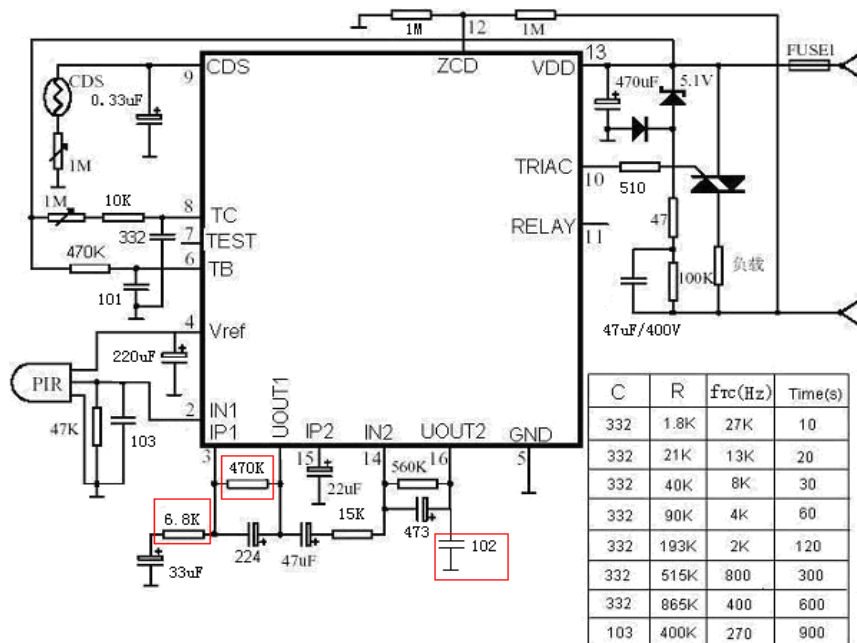 1M
12
1M
13
FUSE1
9
CDS
ZCD
VDD
CDS
0.33uF
470uF
5.1V
1M
TRIAC
10
510
1M
10K
8
TC
RELAY
11
47
332
7
TEST
470K
6
TB
100K
负载
101
47uF/400V
4
Vref
220uF
PIR
UOUT1
2
IN1
IP1
IP2
IN2
UOUT2
GND
47K
103
3
1
15
14
16
5
470K
560K
22uF
6.8K
15K
224
47uF
473
102
33uF
C R fTC(Hz) Time(s)
332 1.8K 27K 10
332 21K 13K 20
332 40K 8K 30
332 90K 4K 60
332 193K 2K 120
332 515K 800 300
332 865K 400 600
103 400K 270 900